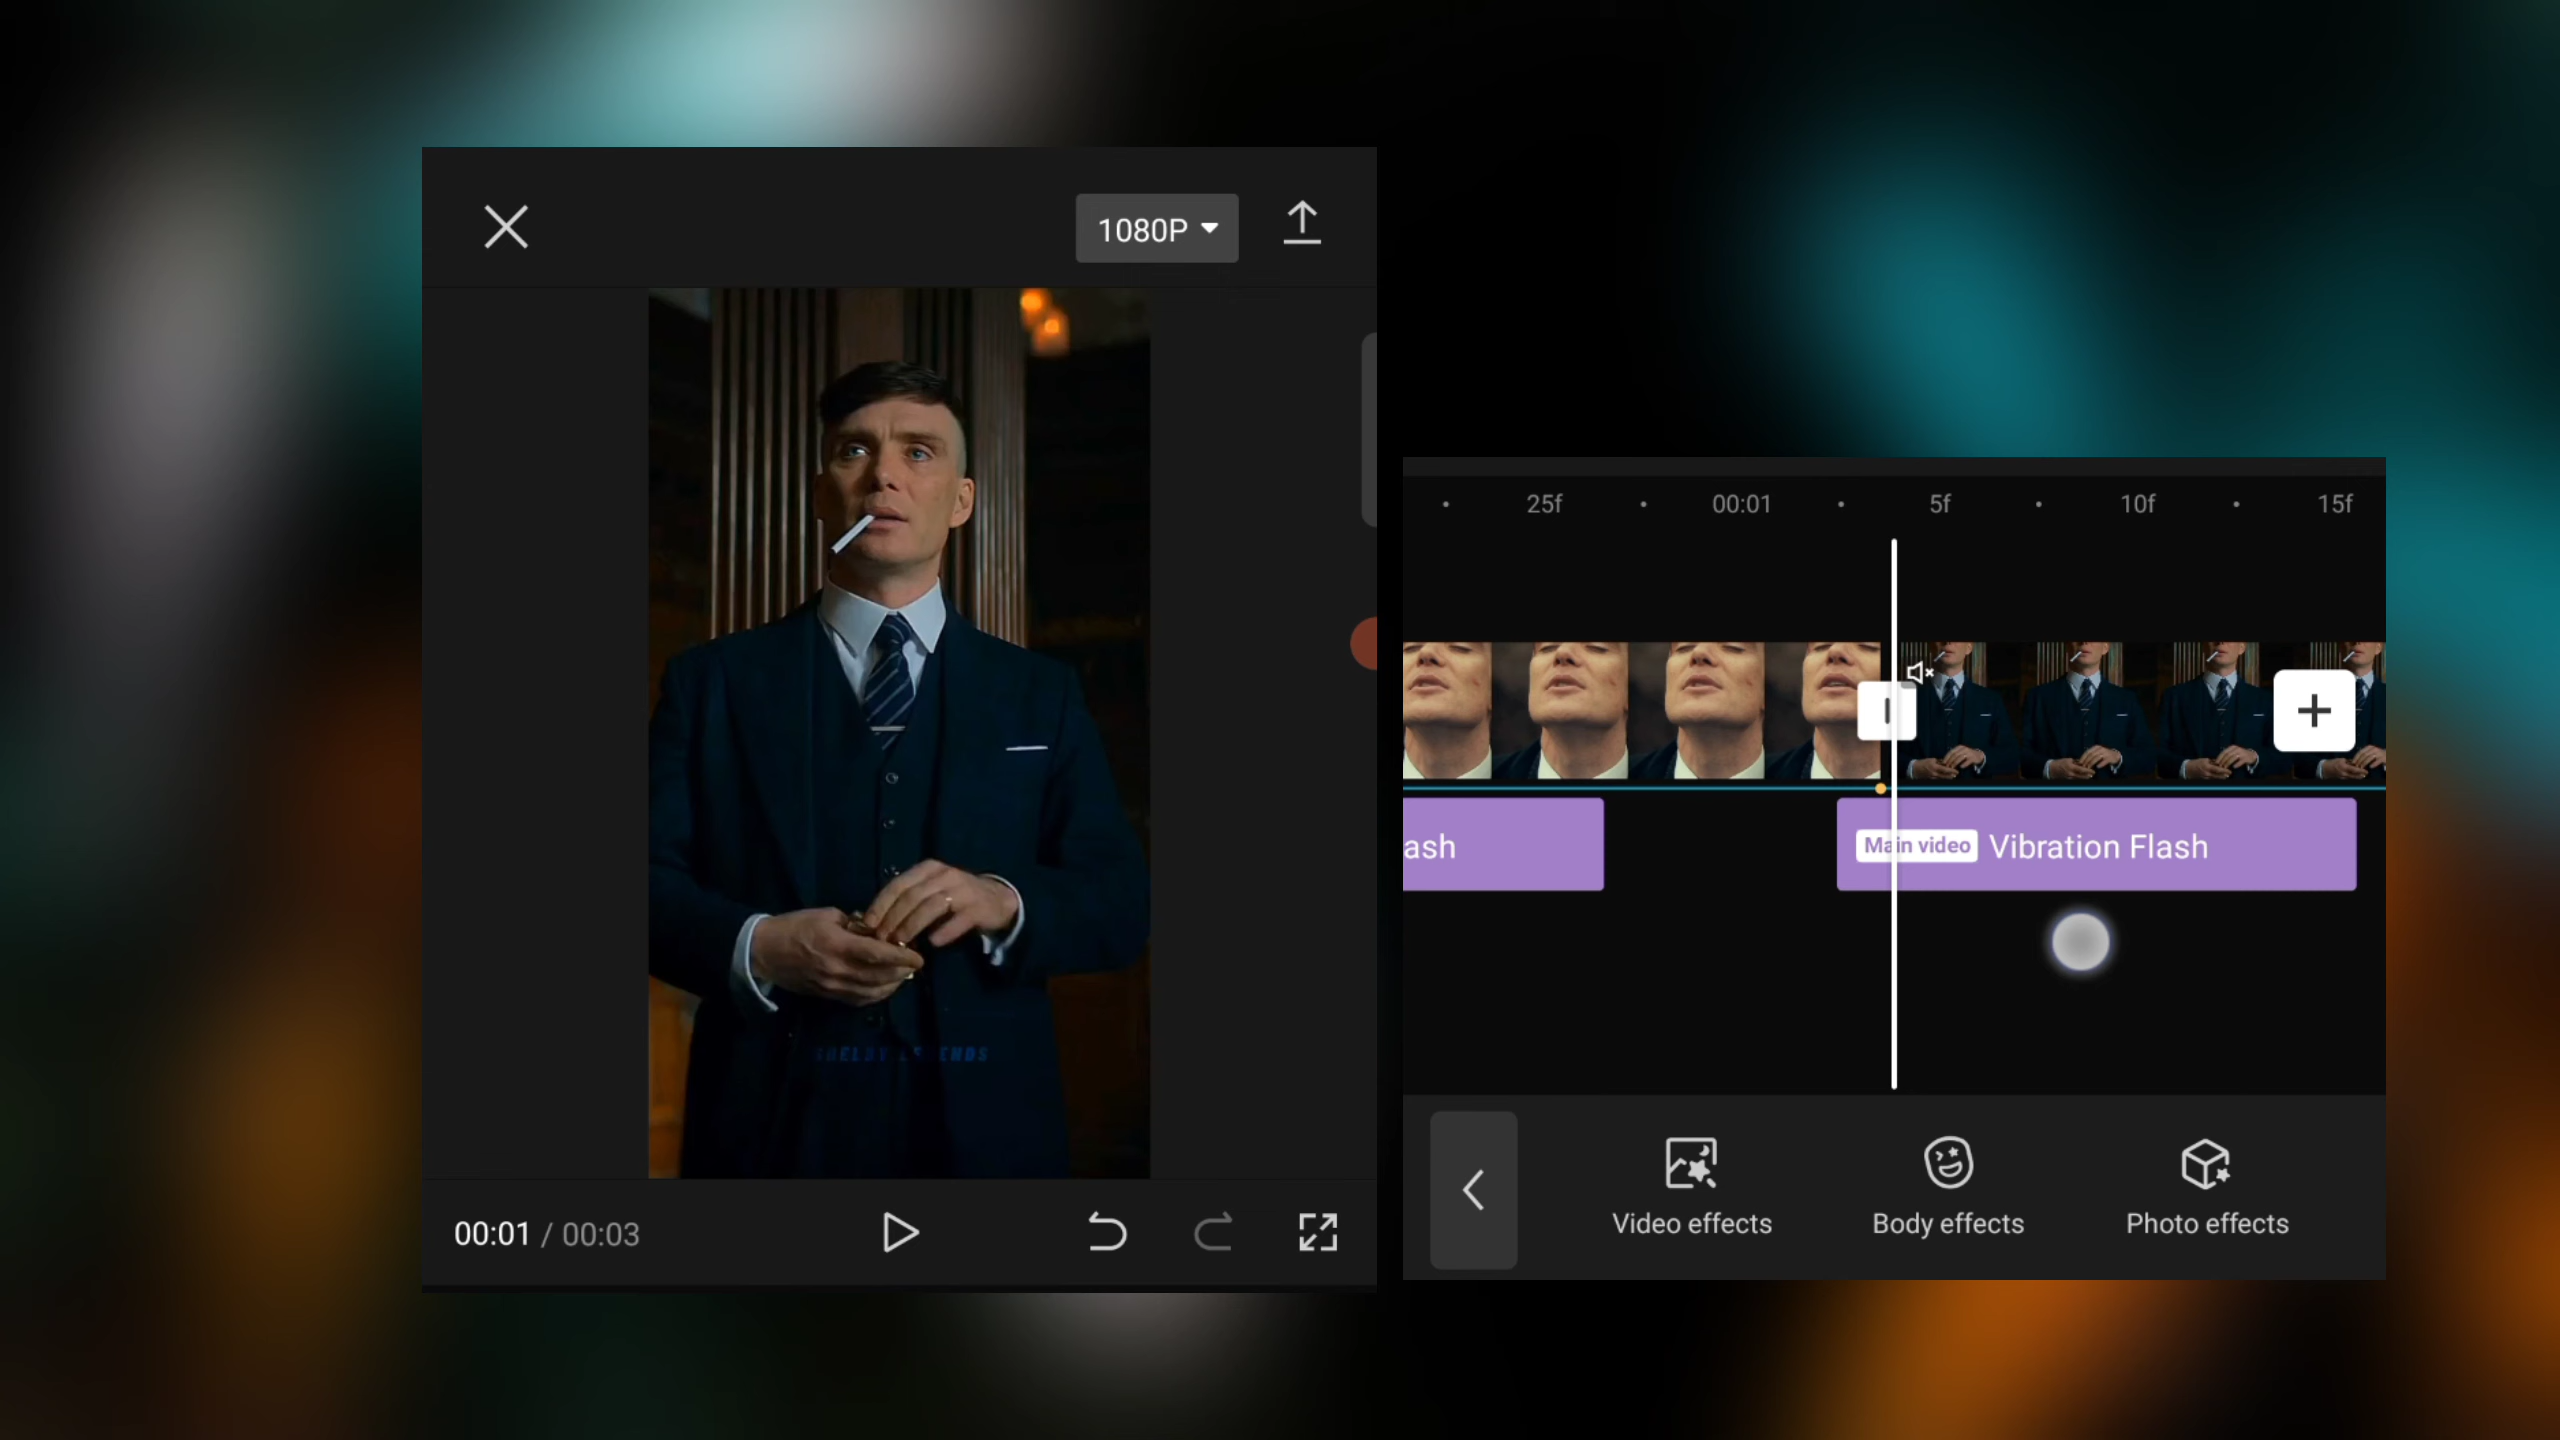 1080P
00:01 / 00:03
25f 00:01 5f 10f 15f
ash
Main video Vibration Flash
Video effects Body effects Photo effects